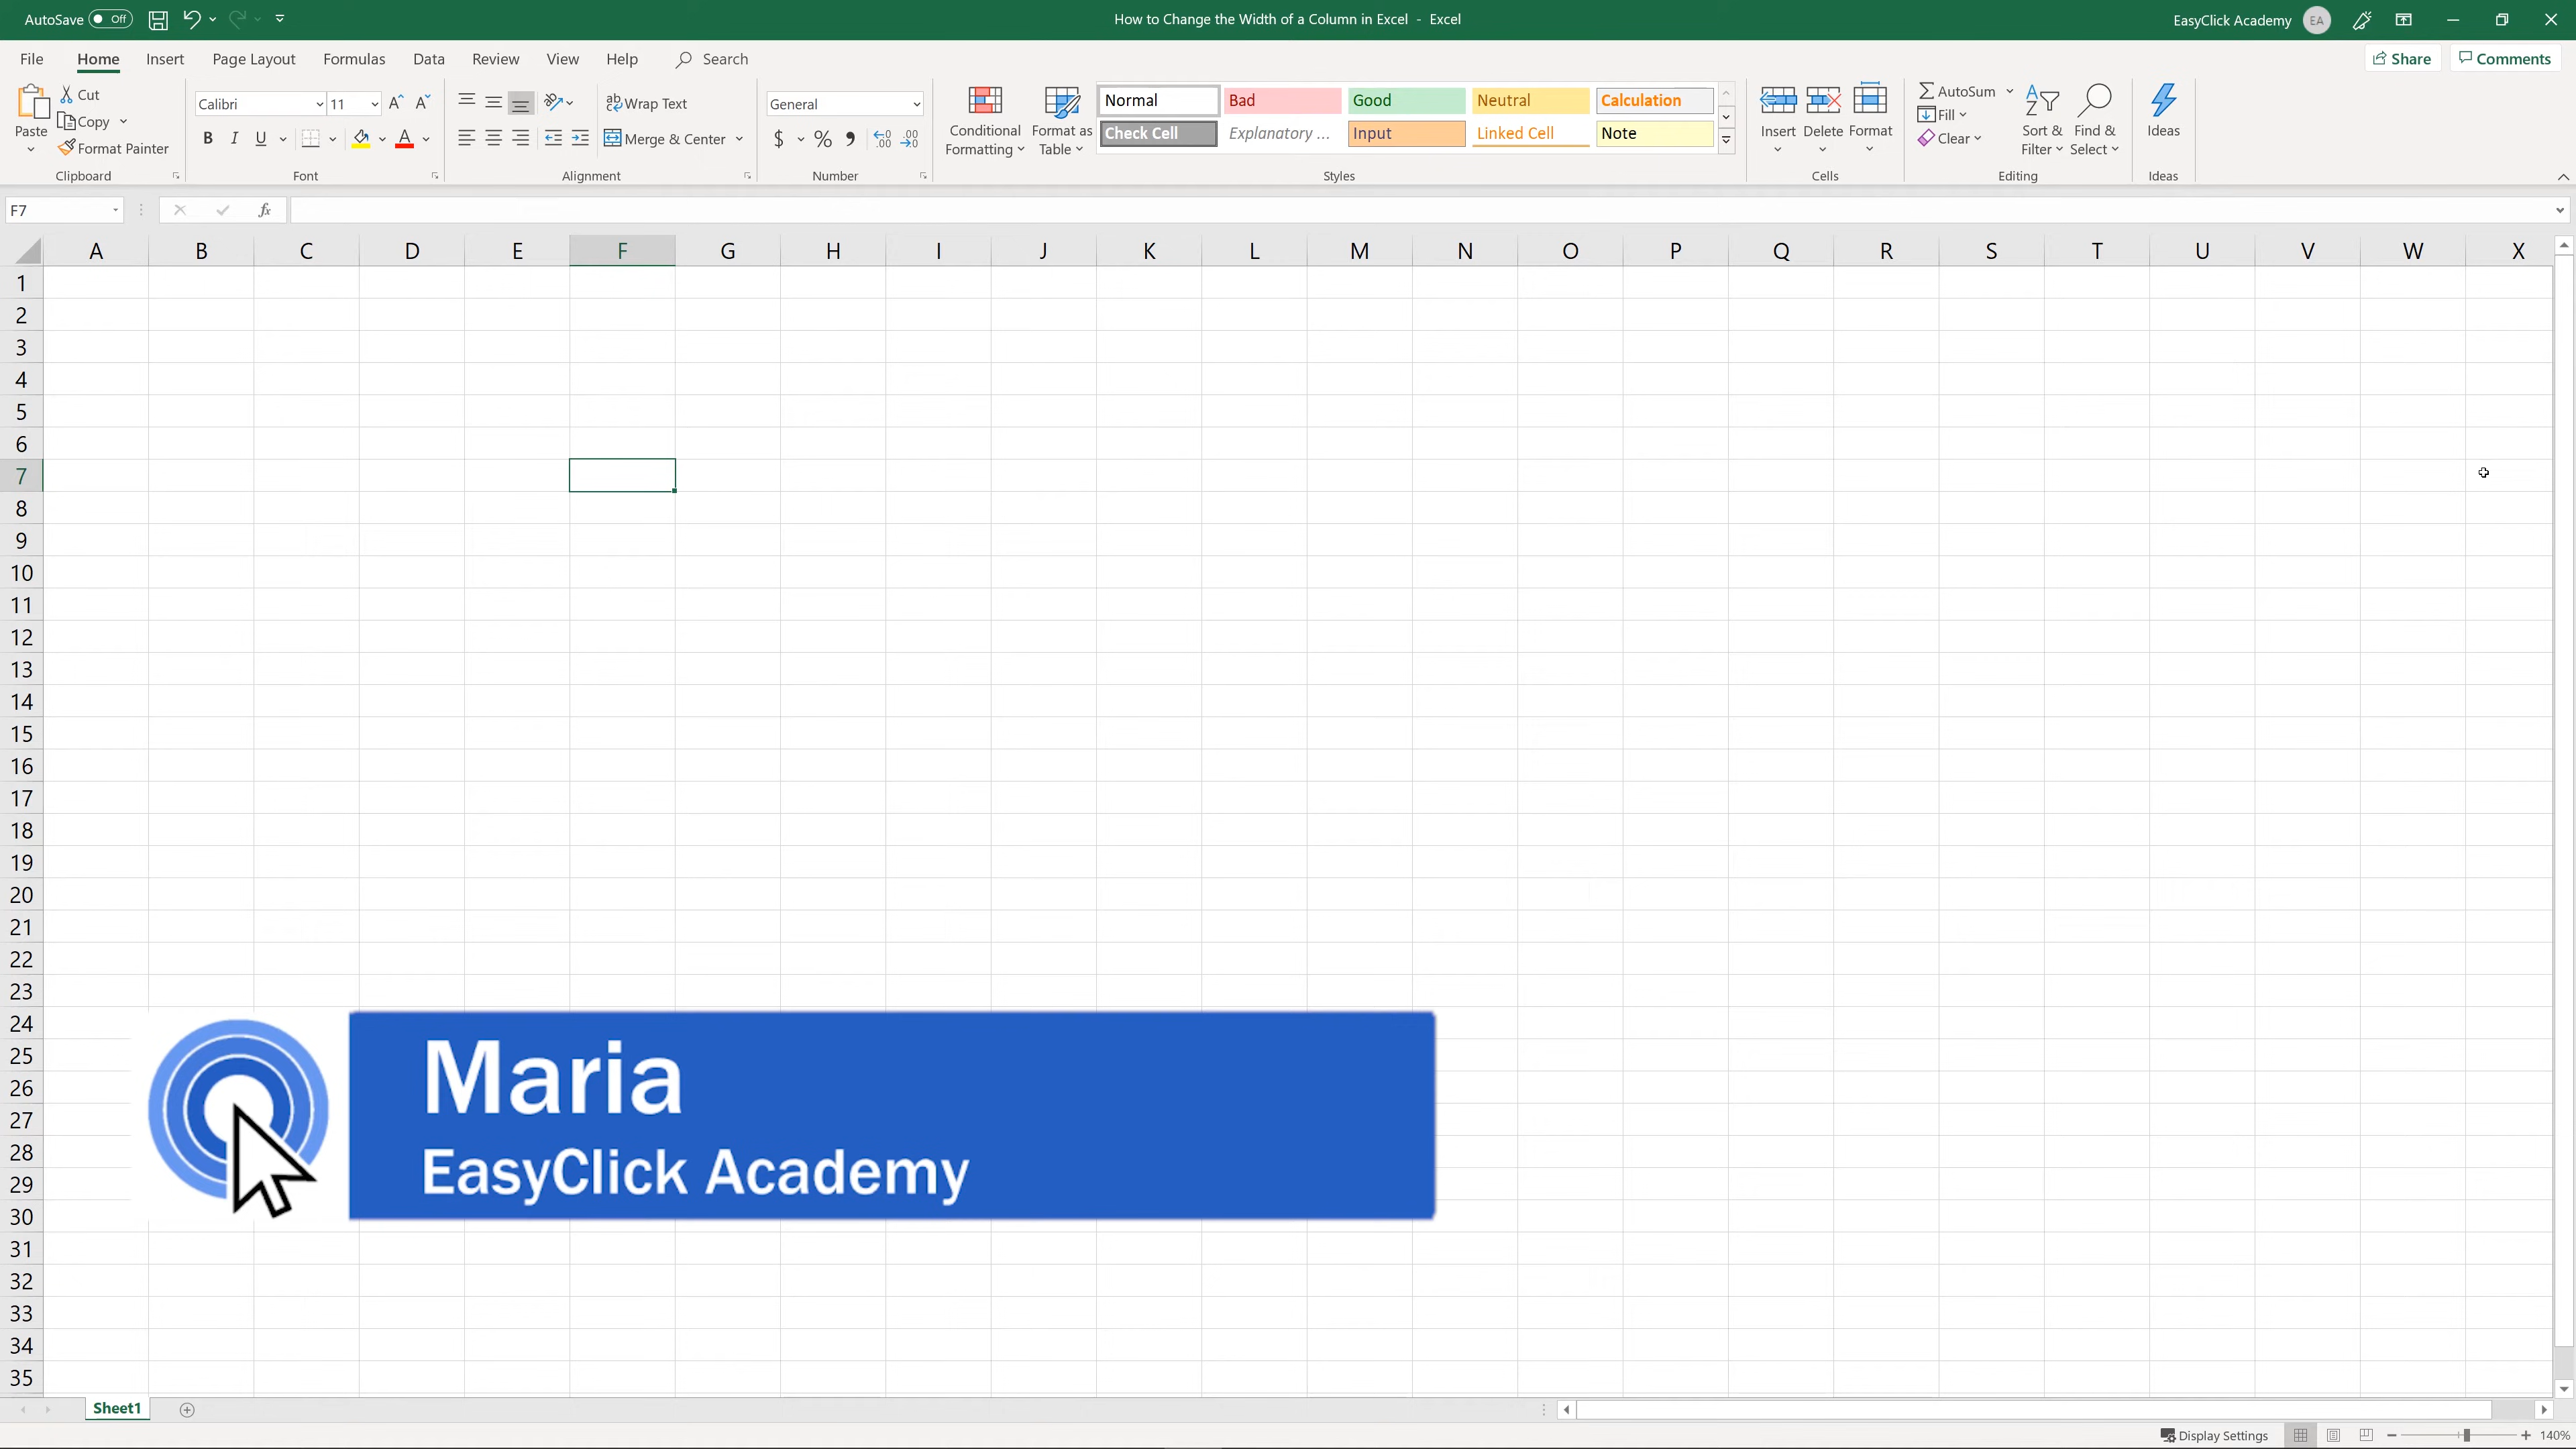 AutoSave Off
How to Change the Width of a Column in Excel - Excel
EasyClick Academy EA
File Home Insert Page Layout Formulas Data Review View Help Search Share Comments
Paste
Cut
Copy
Format Painter
Clipboard
Calibri 11
B I U A
Font
ab Wrap Text
Merge & Center
Alignment
General
$ % ,
Number
Conditional Formatting
Format as Table
Normal Bad Good Neutral Calculation
Check Cell Explanatory ... Input Linked Cell Note
Styles
Insert Delete Format
Cells
AutoSum
Fill
Clear
Sort & Filter
Find & Select
Editing
Ideas
Ideas
F7 fx
A B C D E F G H I J K L M N O P Q R S T U V W X
1
2
3
4
5
6
7
8
9
10
11
12
13
14
15
16
17
18
19
20
21
22
23
24
25
26
27
28
29
30
31
32
33
34
35
Maria
EasyClick Academy
Sheet1
Display Settings 140%